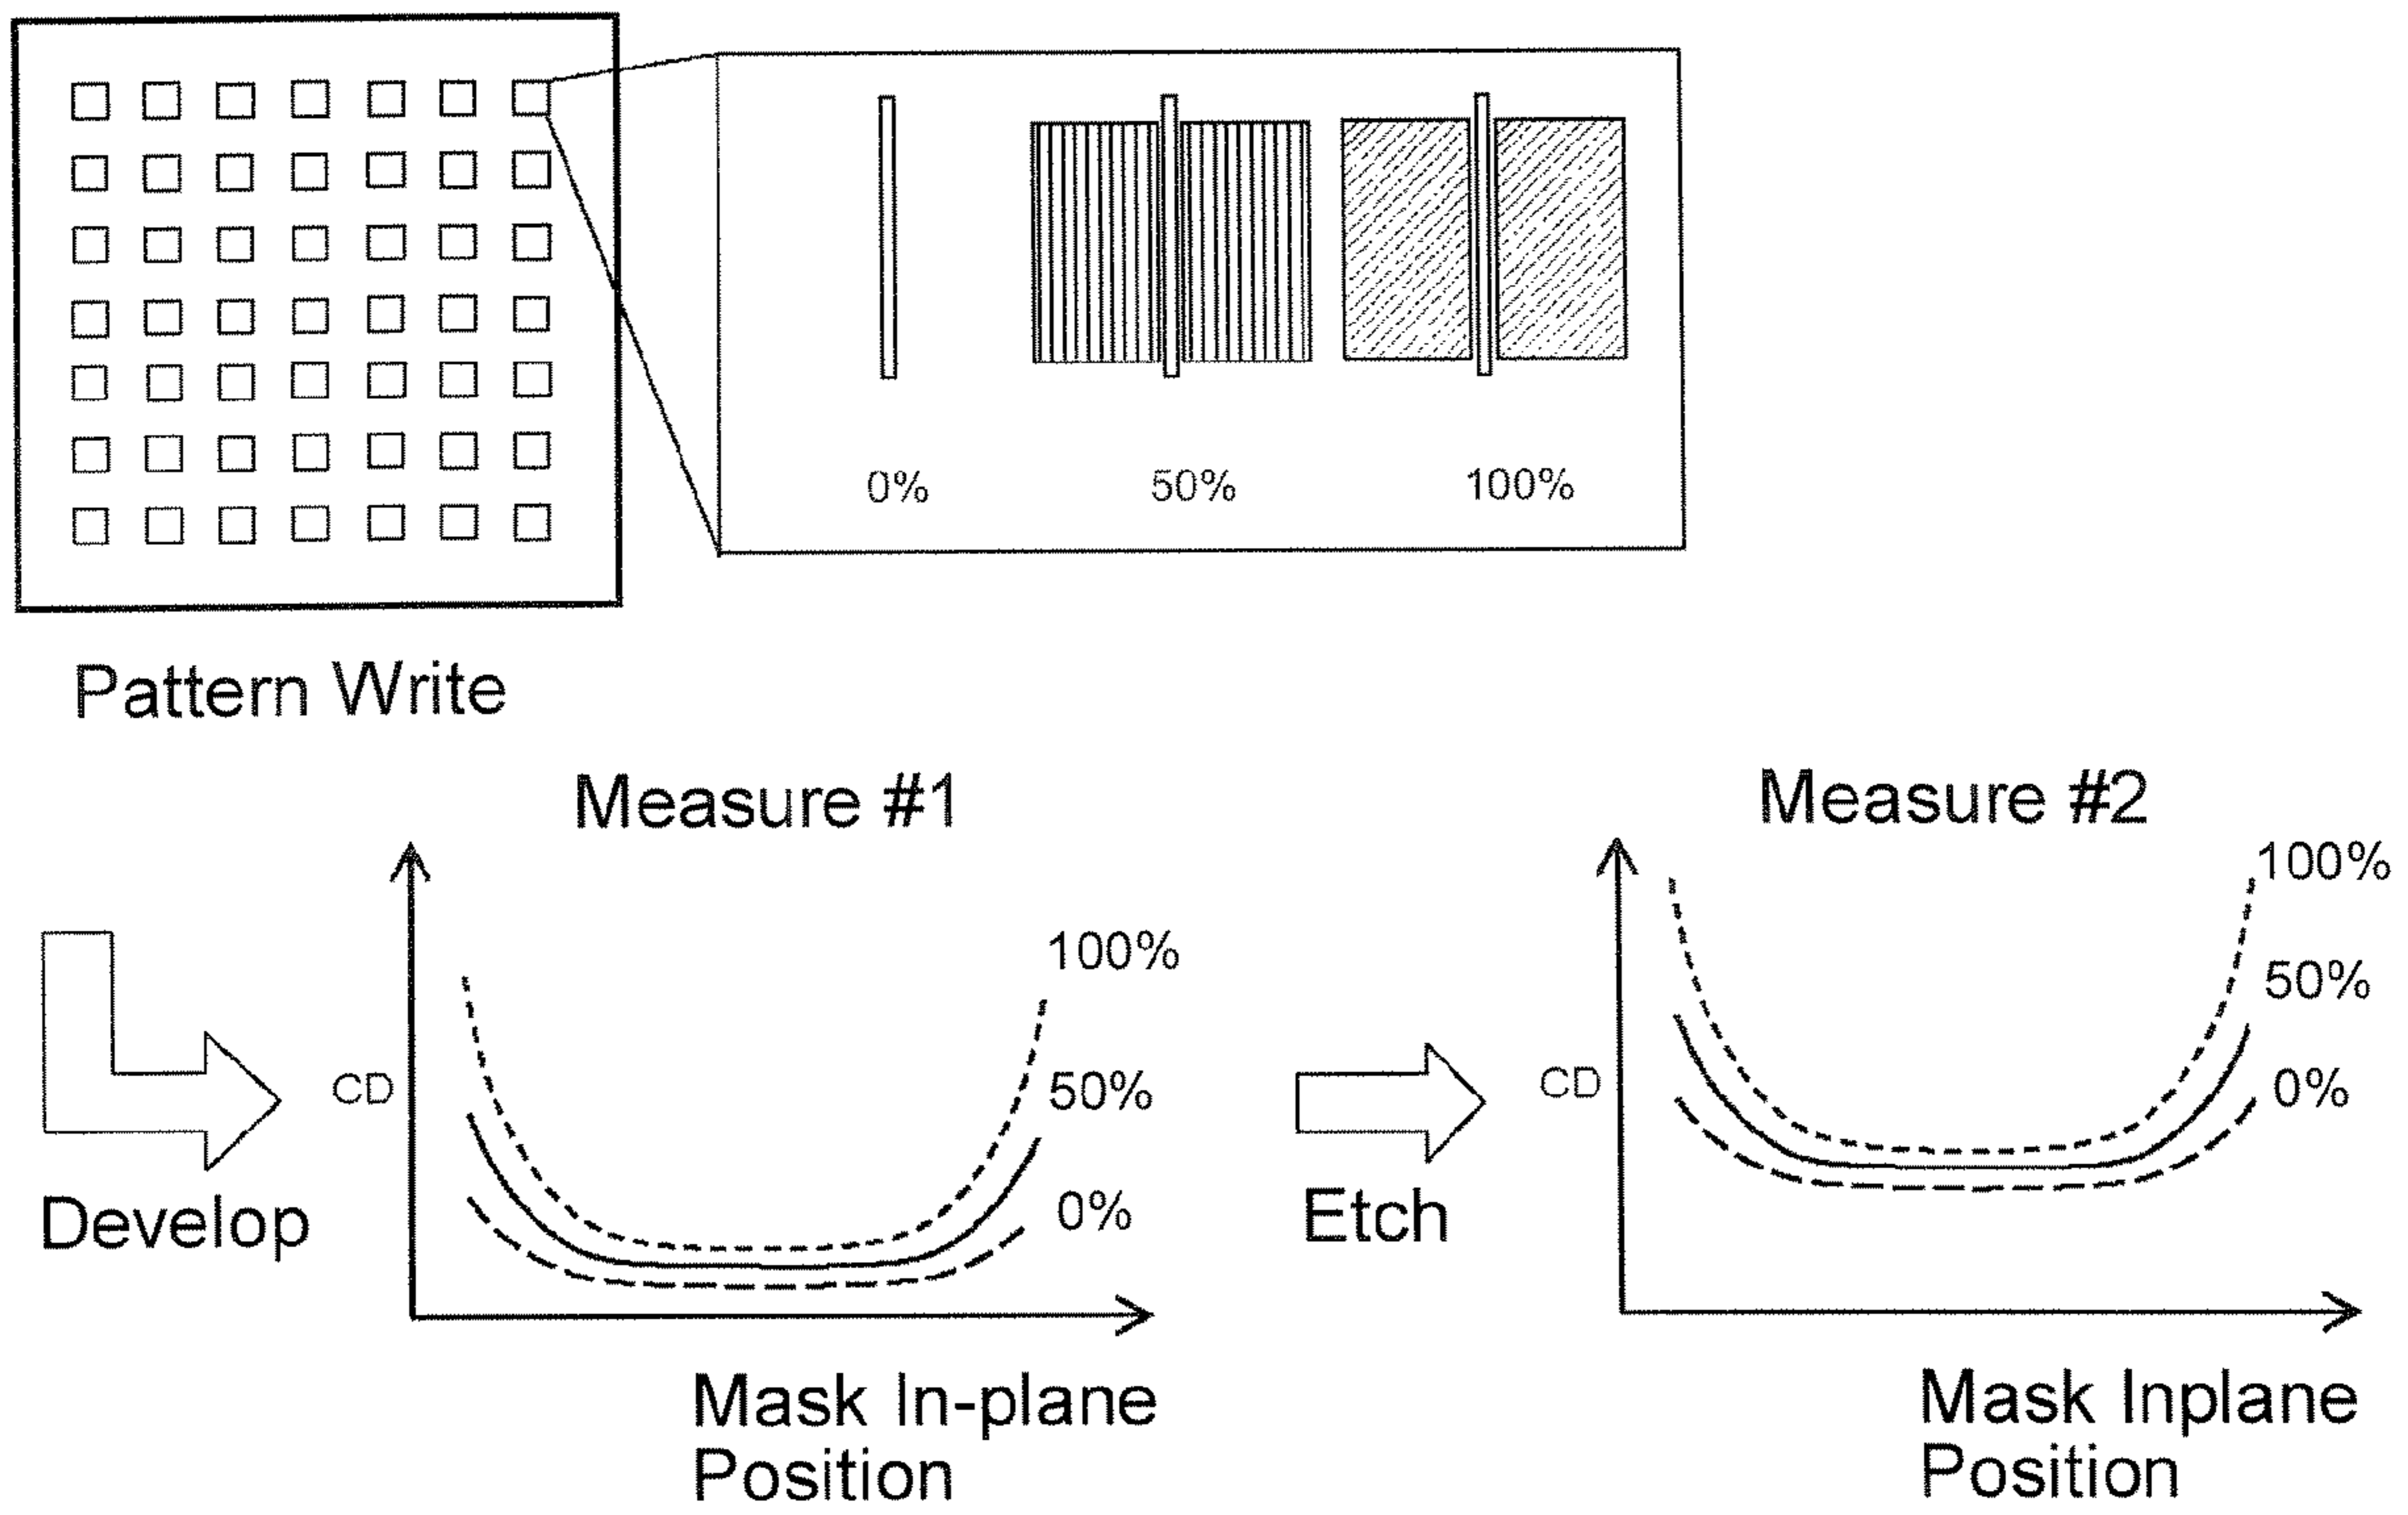 0%
50%
100%
Pattern Write
Measure #1
Measure #2
100%
50%
0%
CD
Develop
Mask In-plane
Position
100%
50%
0%
CD
Etch
Mask Inplane
Position